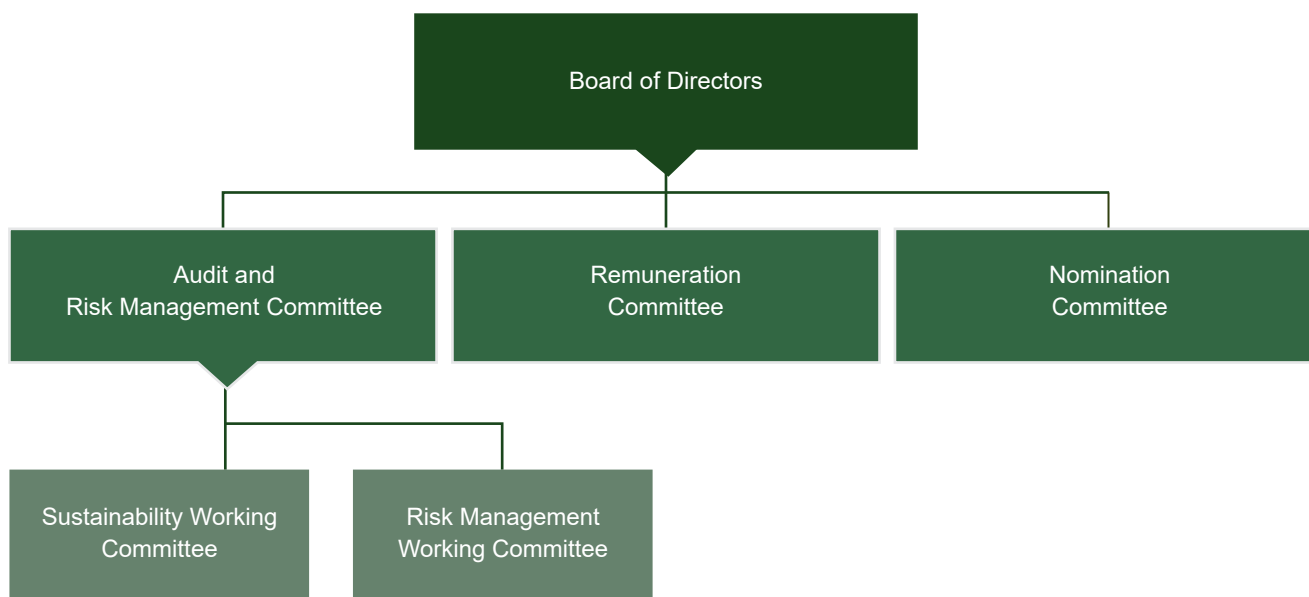 Board of Directors
Audit and
Risk Management Committee
Remuneration
Committee
Nomination
Committee
Sustainability Working
Committee
Risk Management
Working Committee